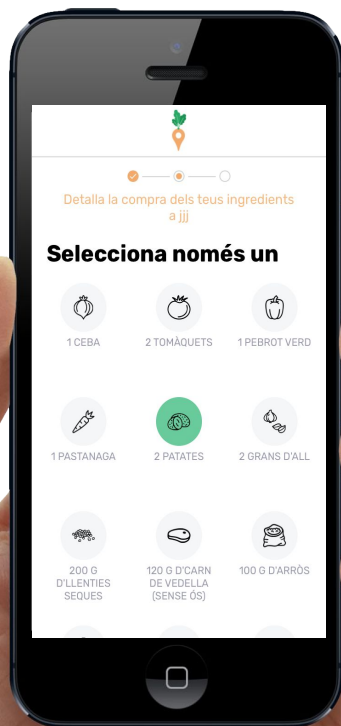 Detalla la compra dels teus ingredients
a jjj
Selecciona només un
1 CEBA
2 TOMÀQUETS
1 PEBROT VERD
1 PASTANAGA
2 PATATES
2 GRANS D'ALL
200 G
D'LLENTIES
SEQUES
120 G D'CARN
DE VEDELLA
(SENSE ÓS)
100 G D'ARRÒS